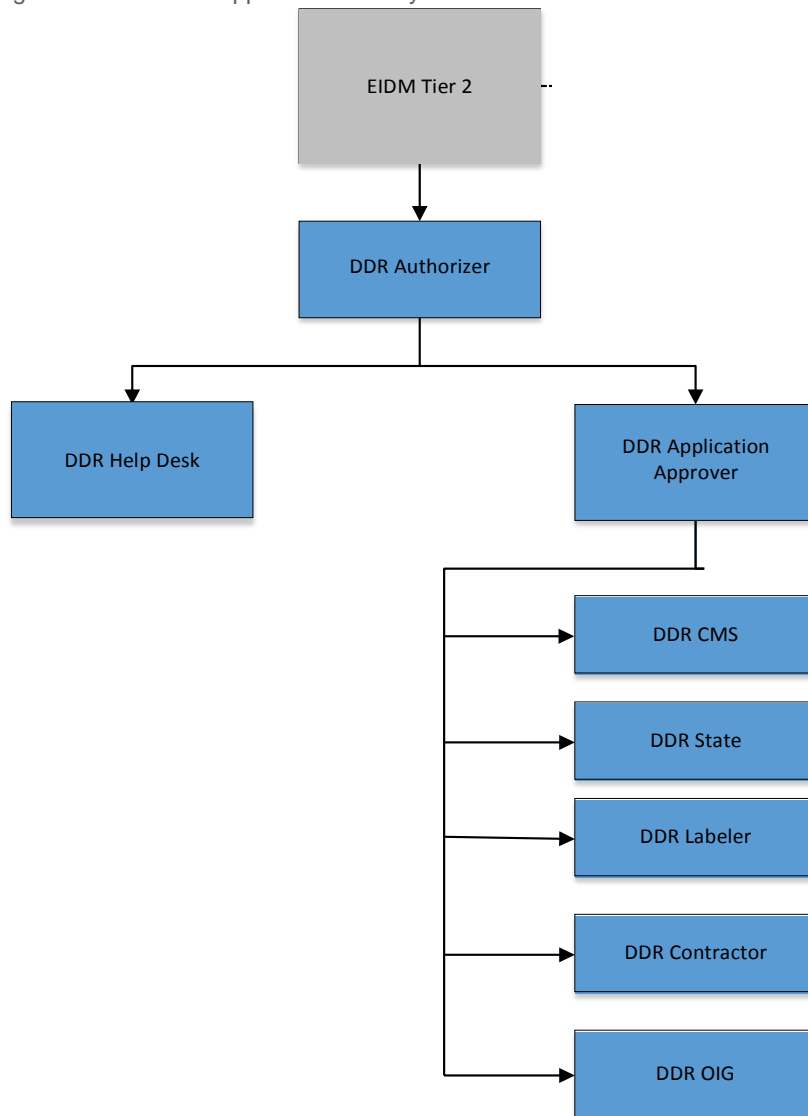 EIDM Tier 2
DDR Authorizer
DDR Help Desk
DDR Application
Approver
DDR CMS
DDR State
DDR Labeler
DDR Contractor
DDR OIG